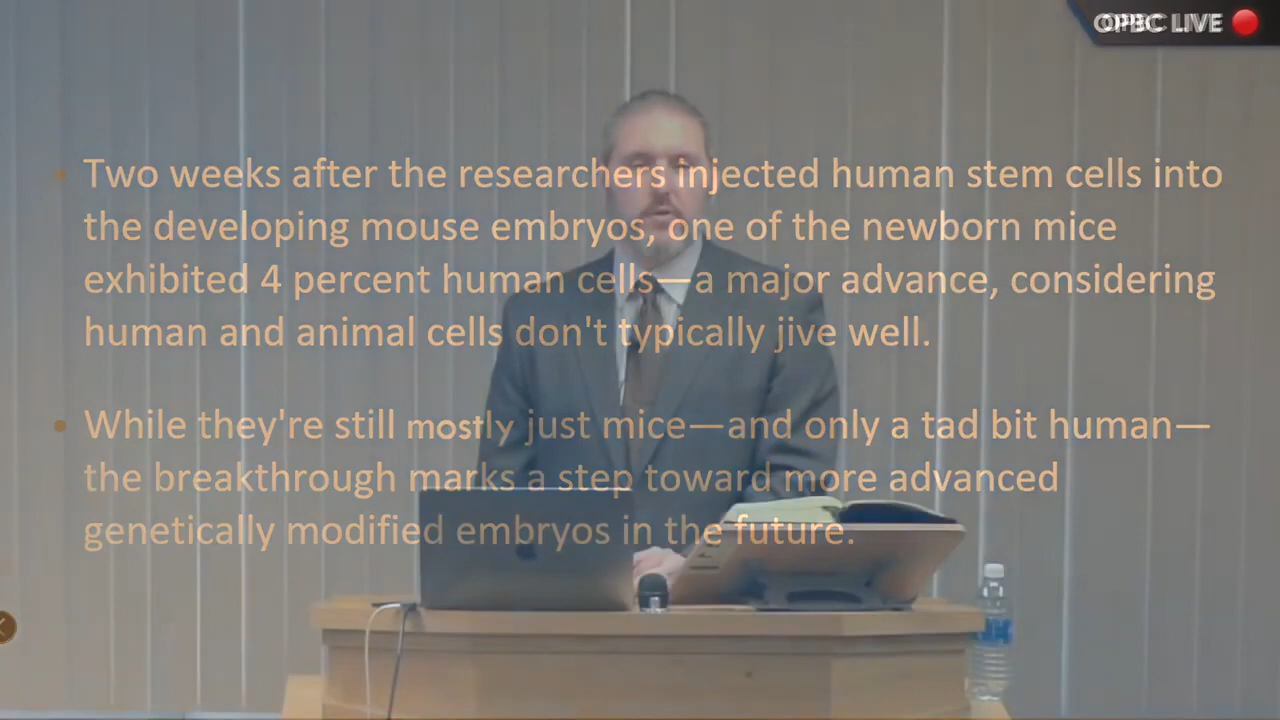 OPBC LIVE
• Two weeks after the researchers injected human stem cells into
the developing mouse embryos, one of the newborn mice
exhibited 4 percent human cells—a major advance, considering
human and animal cells don't typically jive well.
• While they're still mostly just mice—and only a tad bit human—
the breakthrough marks a step toward more advanced
genetically modified embryos in the future.